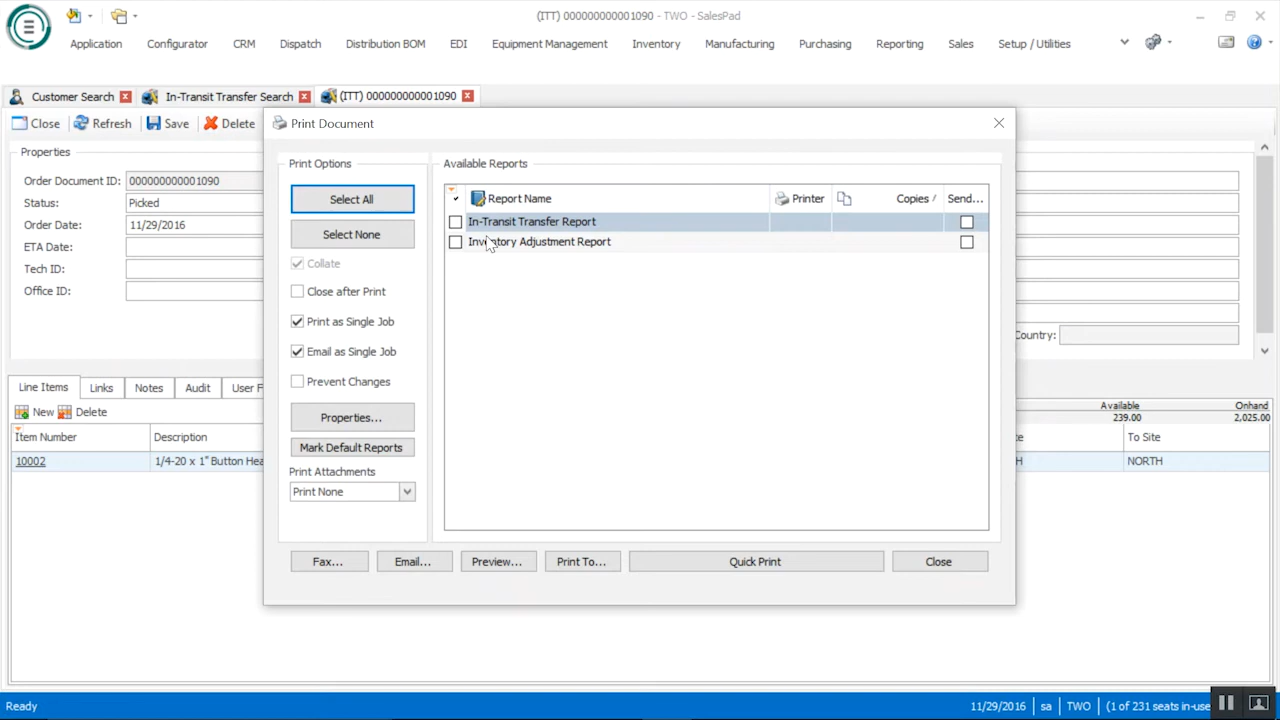 (ITT) 000000000001090 - TWO - SalesPad
Application Configurator CRM Dispatch Distribution BOM EDI Equipment Management Inventory Manufacturing Purchasing Reporting Sales Setup / Utilities
Customer Search In-Transit Transfer Search (ITT) 000000000001090
Close Refresh Save Delete
Print Document
Properties
Order Document ID: 000000000001090
Status: Picked
Order Date: 11/29/2016
ETA Date:
Tech ID:
Office ID:
Country:
Print Options
Select All
Select None
Collate
Close after Print
Print as Single Job
Email as Single Job
Prevent Changes
Properties...
Mark Default Reports
Print Attachments
Print None
Available Reports
Report Name Printer Copies / Send...
In-Transit Transfer Report
Inventory Adjustment Report
Fax... Email... Preview... Print To... Quick Print Close
Line Items Links Notes Audit User F
New Delete
Available Onhand
239.00 2,025.00
Item Number Description To Site
10002 1/4-20 x 1" Button Hea NORTH
Ready 11/29/2016 sa TWO (1 of 231 seats in-use